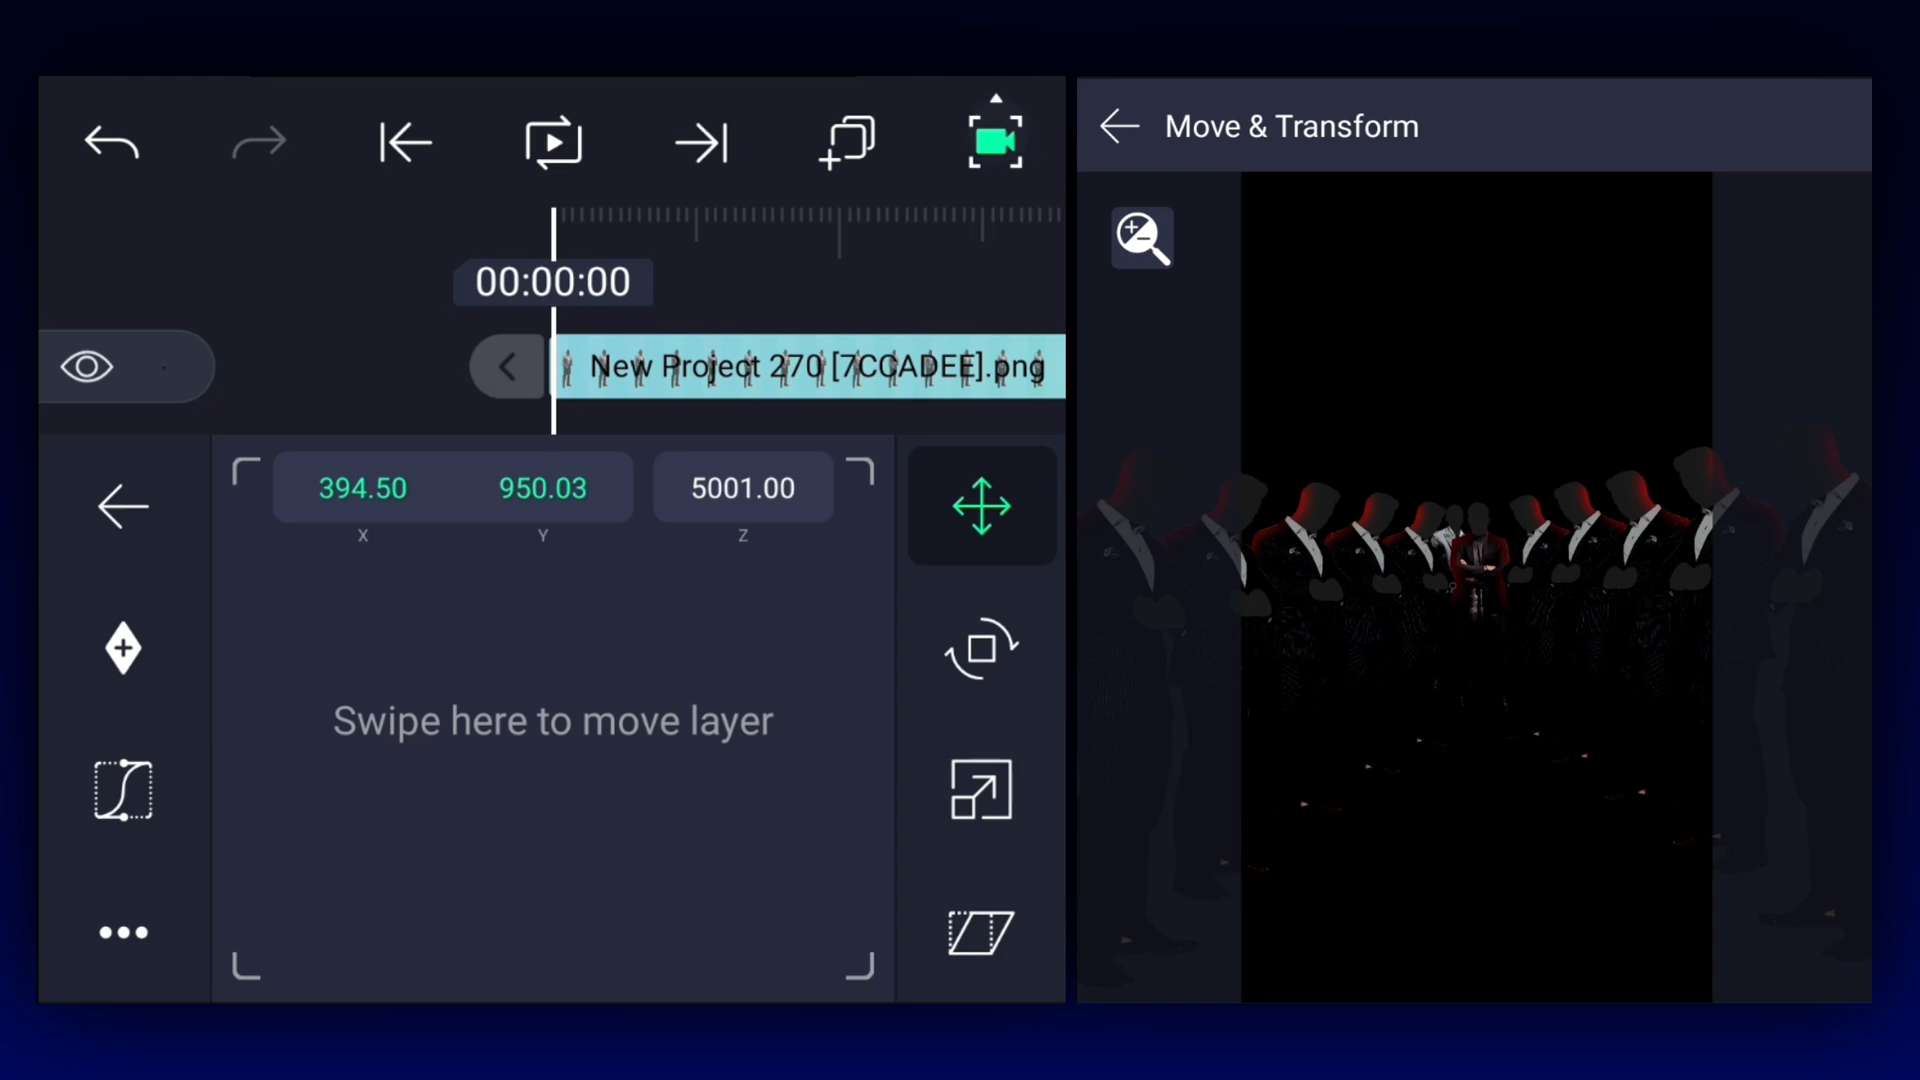 Move & Transform
00:00:00
New Project 270 [7CCADEE].png
394.50 950.03 5001.00
X Y Z
Swipe here to move layer